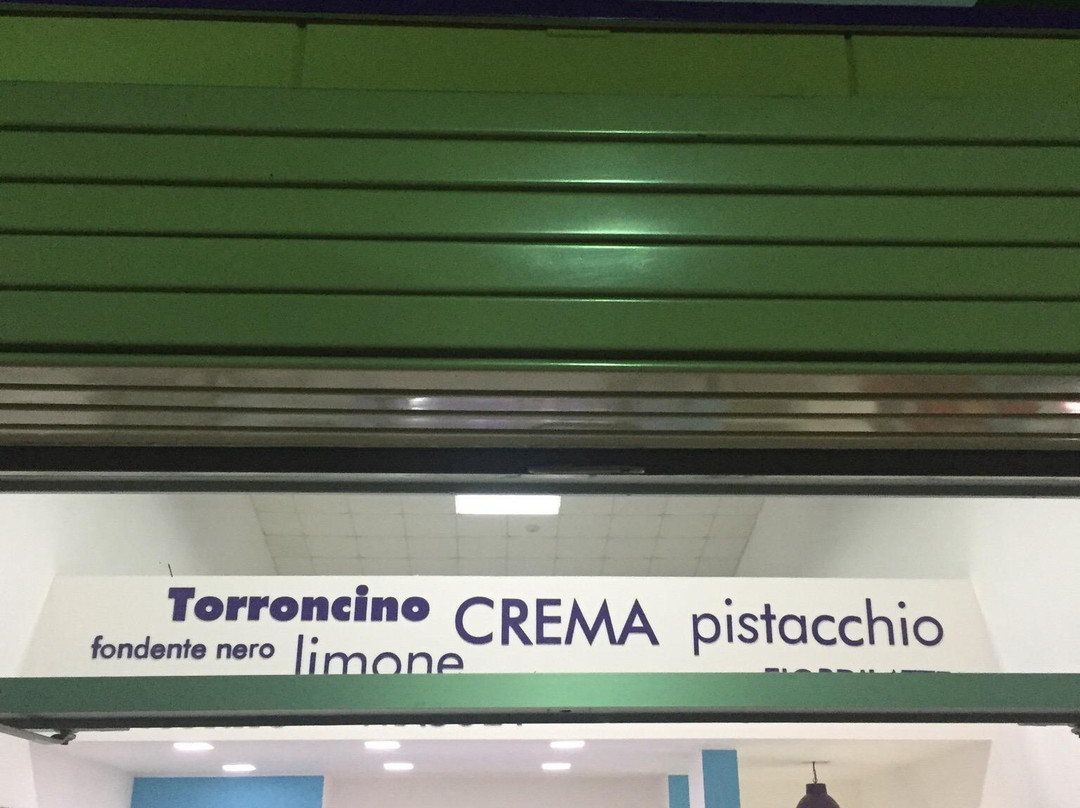 Torroncino CREMA pistacchio
fondente nero limone